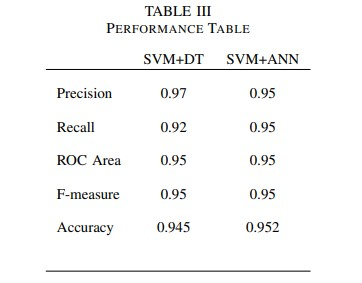 TABLE III
PERFORMANCE TABLE
SVM+DT SVM+ANN
Precision 0.97 0.95
Recall 0.92 0.95
ROC Area 0.95 0.95
F-measure 0.95 0.95
Accuracy 0.945 0.952